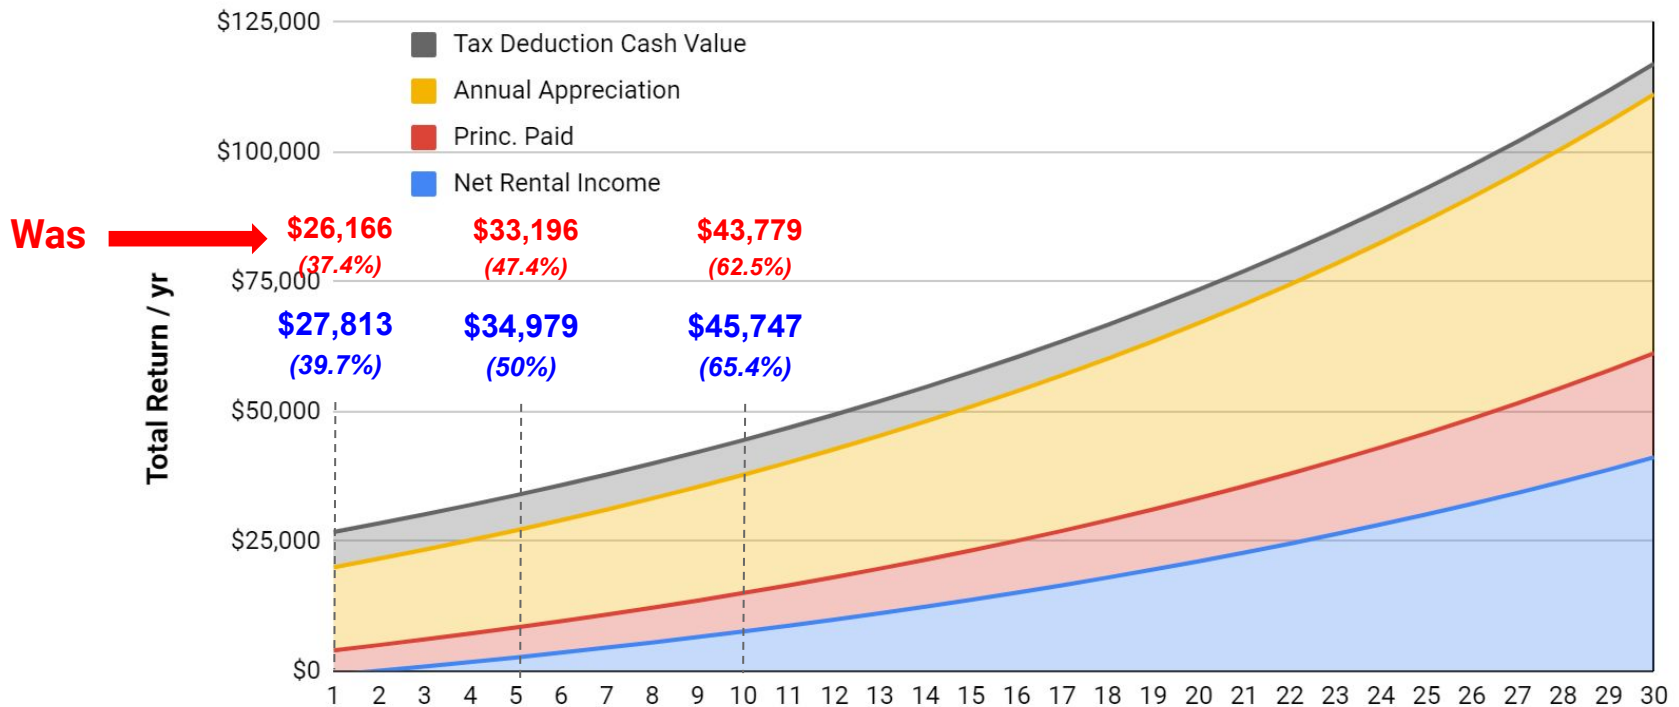 $125,000
Tax Deduction Cash Value
Annual Appreciation
Princ. Paid
Net Rental Income
$100,000
Was
$26,166 $33,196 $43,779
(37.4%) (47.4%) (62.5%)
$75,000
$27,813 $34,979 $45,747
(39.7%) (50%) (65.4%)
Total Return / yr
$50,000
$25,000
$0
1 2 3 4 5 6 7 8 9 10 11 12 13 14 15 16 17 18 19 20 21 22 23 24 25 26 27 28 29 30